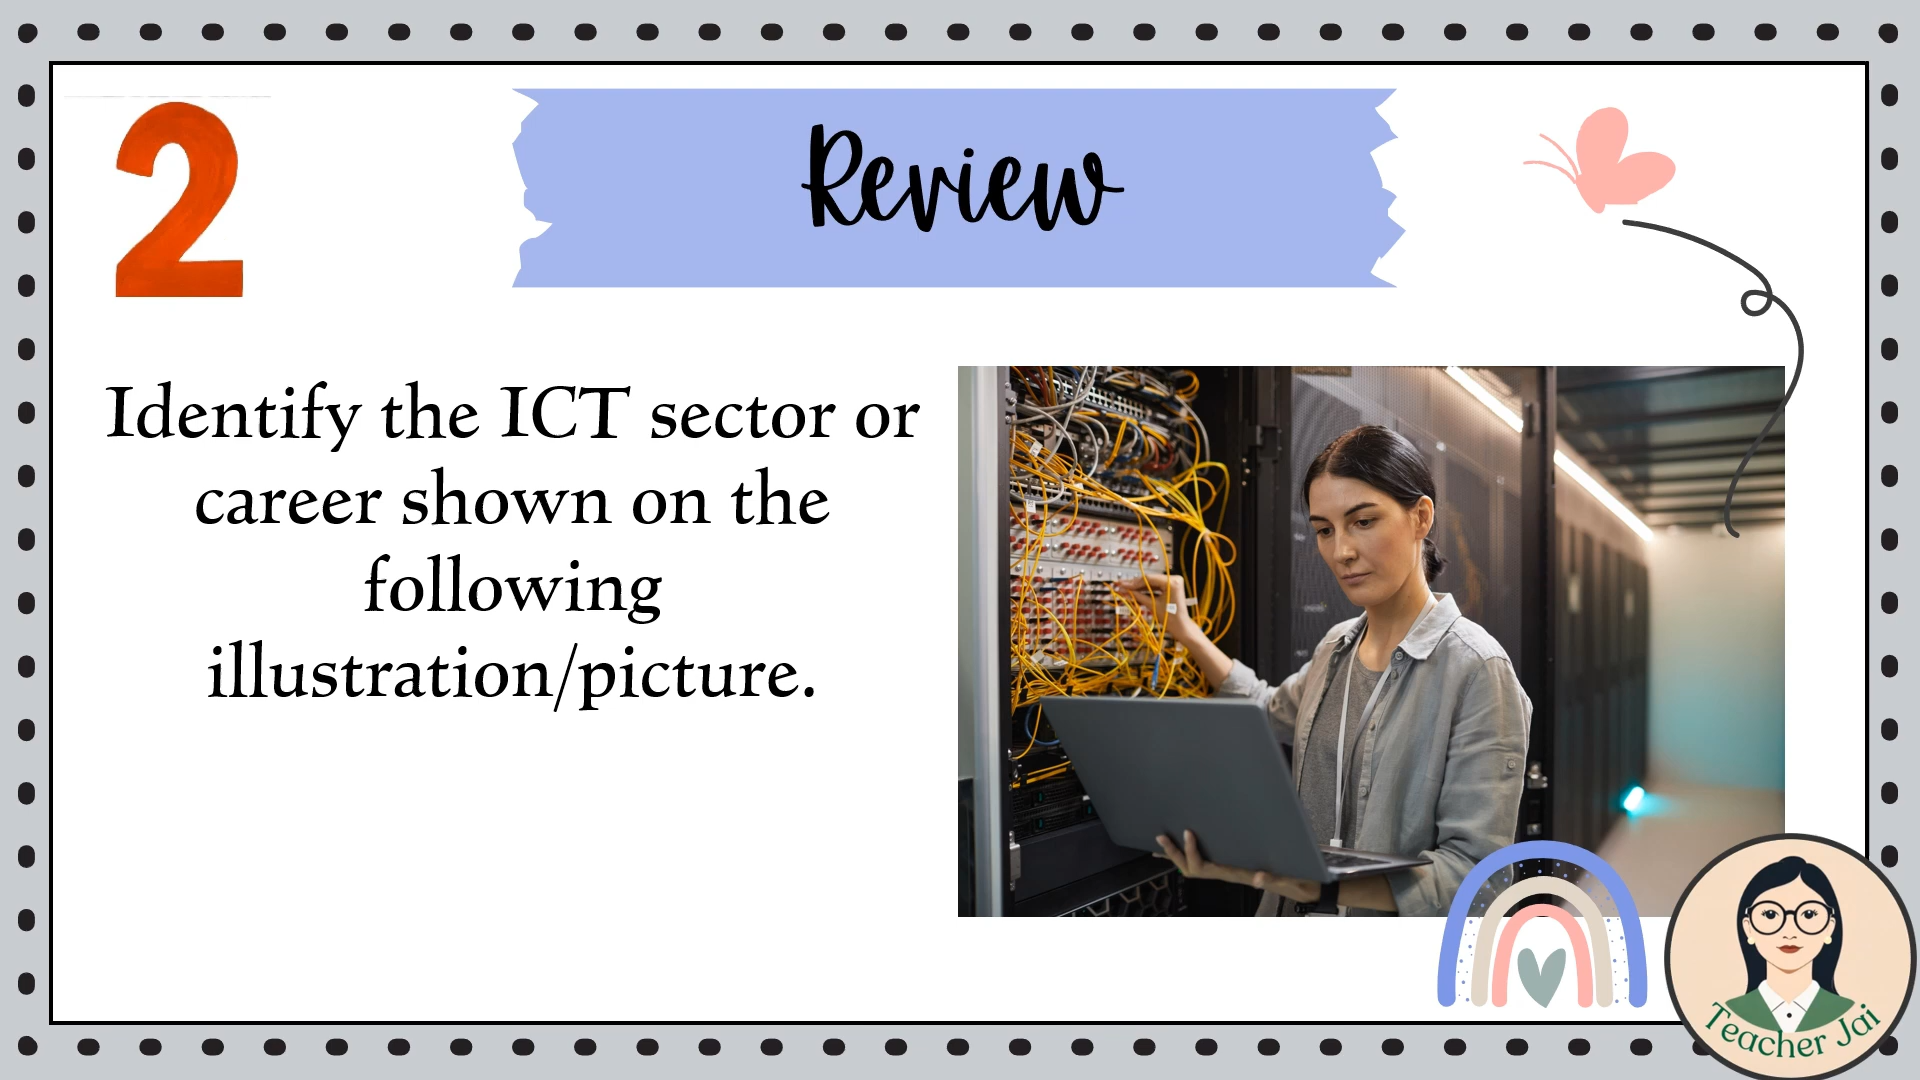 2
Review
Identify the ICT sector or
career shown on the
following
illustration/picture.
Teacher Jai